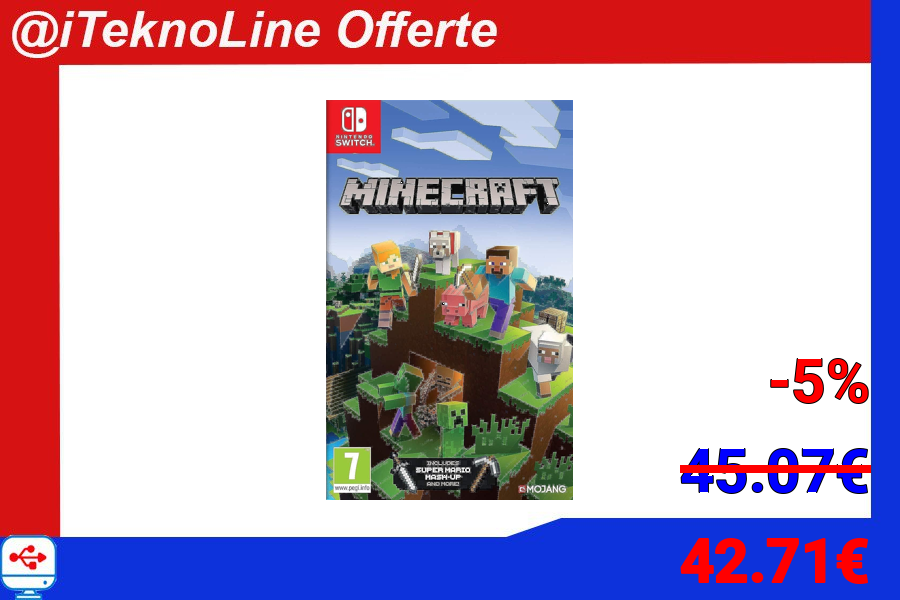 @iTeknoLine Offerte
NINTENDO
SWITCH
MINECRAFT
INCLUDES
SUPER MARIO
MASH-UP
AND MORE!
7
www.pegi.info
MOJANG
-5%
45.07€
42.71€